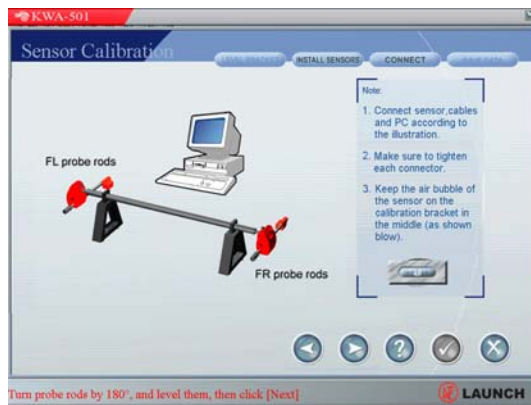 KWA-501
Sensor Calibration
INSTALL SENSORS
CONNECT
Note:
1. Connect sensor,cables
and PC according to
the illustration.
2. Make sure to tighten
each connector.
3. Keep the air bubble of
the sensor on the
calibration bracket in
the middle (as shown
blow).
FL probe rods
FR probe rods
Turn probe rods by 180°, and level them, then click [Next]
LAUNCH